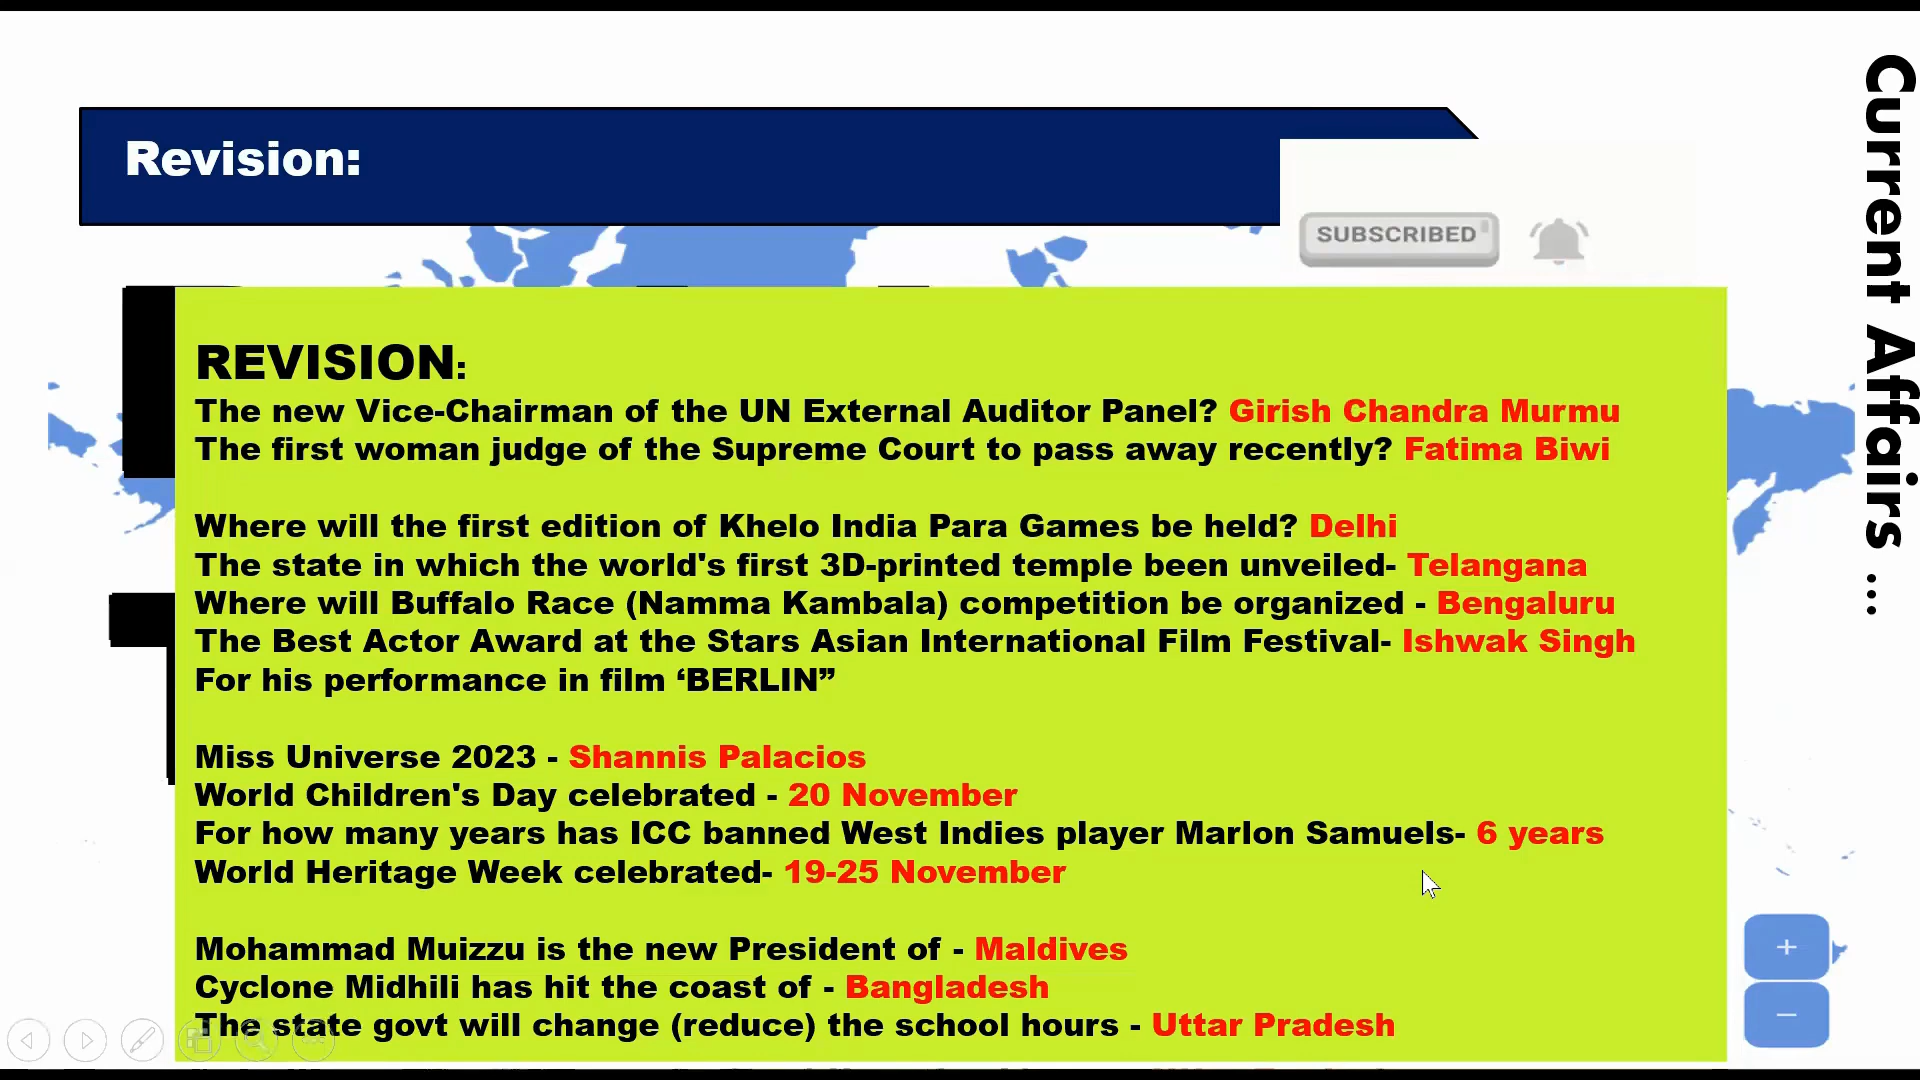 Revision:
SUBSCRIBED
Current Affairs ...
REVISION:
The new Vice-Chairman of the UN External Auditor Panel? Girish Chandra Murmu
The first woman judge of the Supreme Court to pass away recently? Fatima Biwi
Where will the first edition of Khelo India Para Games be held? Delhi
The state in which the world's first 3D-printed temple been unveiled- Telangana
Where will Buffalo Race (Namma Kambala) competition be organized - Bengaluru
The Best Actor Award at the Stars Asian International Film Festival- Ishwak Singh
For his performance in film ‘BERLIN”
Miss Universe 2023 - Shannis Palacios
World Children's Day celebrated - 20 November
For how many years has ICC banned West Indies player Marlon Samuels- 6 years
World Heritage Week celebrated- 19-25 November
Mohammad Muizzu is the new President of - Maldives
Cyclone Midhili has hit the coast of - Bangladesh
The state govt will change (reduce) the school hours - Uttar Pradesh